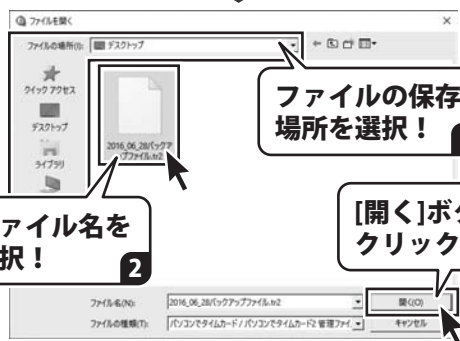 ファイルを開く
ファイルの場所(I):
デスクトップ
クイック アクセス
デスクトップ
ライブラリ
2016_06_28バックア
ップファイル.tr2
ファイルの保存
場所を選択！
ァイル名を
択！
2
[開く]ボタ
クリック
ファイル名(N):
2016_06_28バックアップファイル.tr2
開く(O)
ファイルの種類(T):
パソコンでタイムカード / パソコンでタイムカード2 管理ファイ
キャンセル